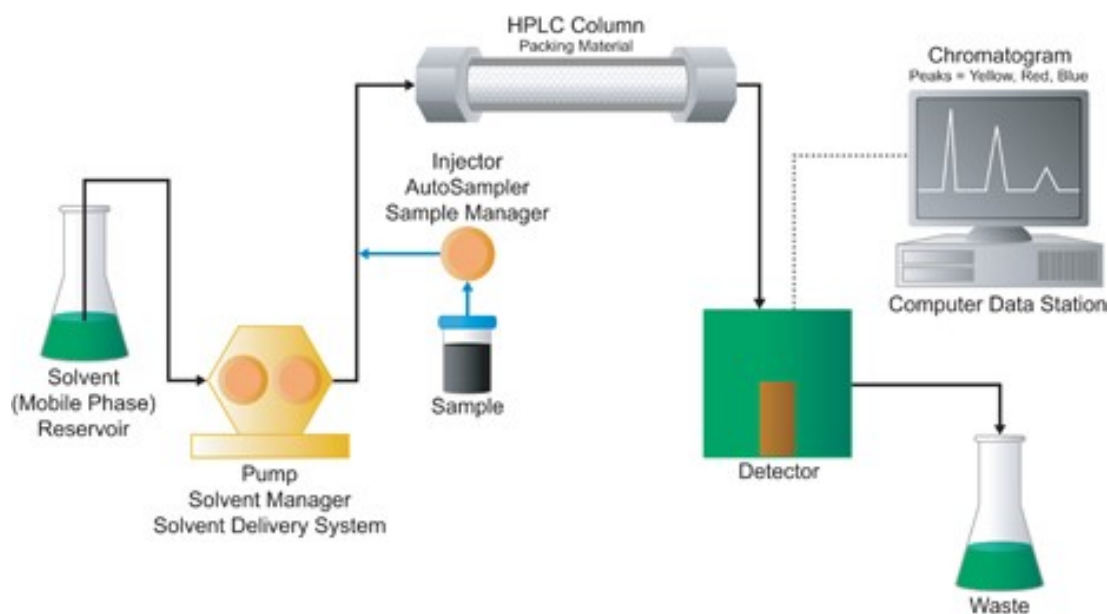 HPLC Column
Packing Material
Chromatogram
Peaks = Yellow, Red, Blue
Injector
AutoSampler
Sample Manager
Computer Data Station
Solvent
(Mobile Phase)
Reservoir
Sample
Pump
Solvent Manager
Solvent Delivery System
Detector
Waste